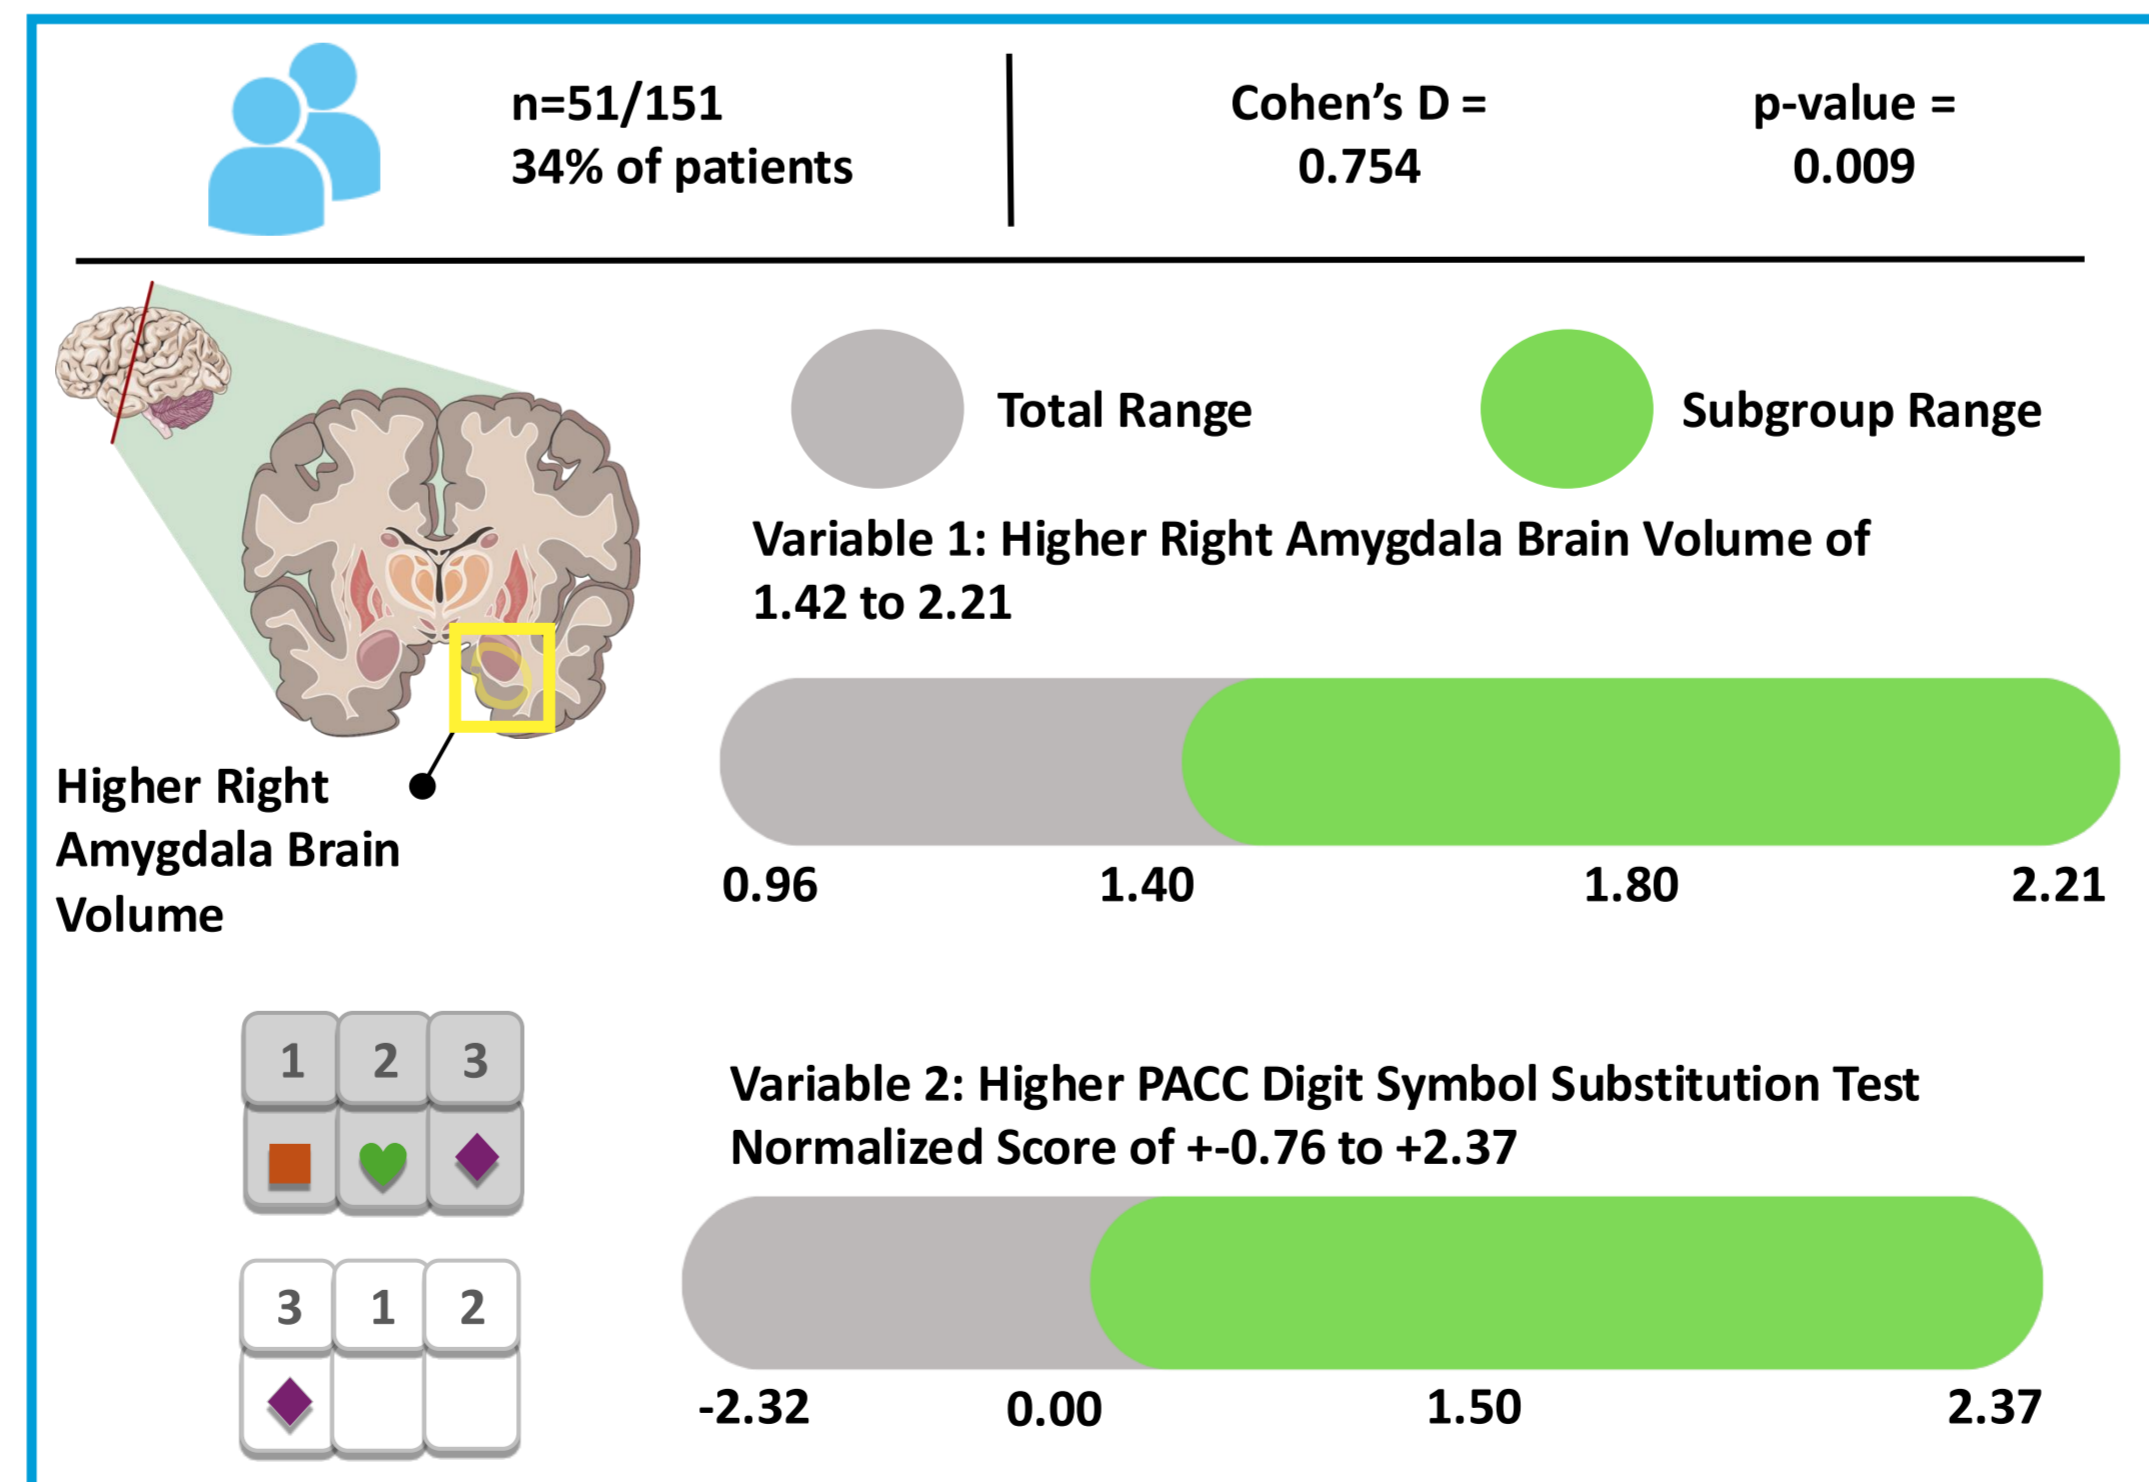 n=51/151
34% of patients
Cohen’s D =
0.754
p-value =
0.009
Total Range
Subgroup Range
Variable 1: Higher Right Amygdala Brain Volume of
1.42 to 2.21
0.96 1.40 1.80 2.21
Higher Right
Amygdala Brain
Volume
1 2 3
3 1 2
Variable 2: Higher PACC Digit Symbol Substitution Test
Normalized Score of +-0.76 to +2.37
-2.32 0.00 1.50 2.37